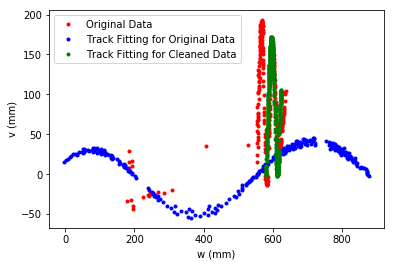 Original Data
Track Fitting for Original Data
Track Fitting for Cleaned Data
200
150
100
50
0
−50
v (mm)
0 200 400 600 800
w (mm)